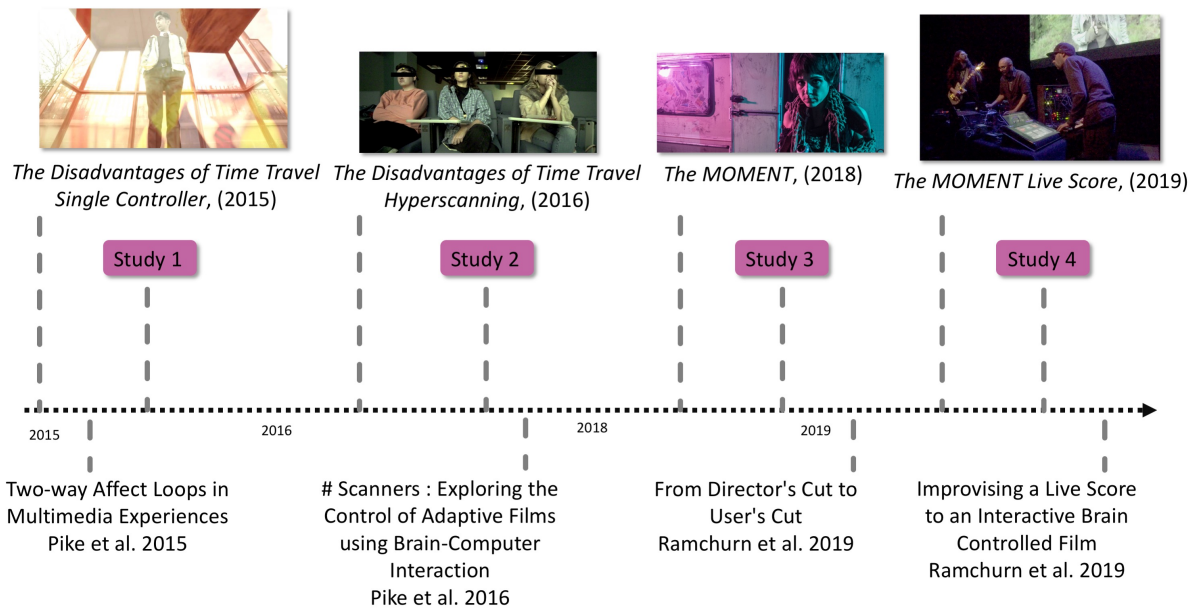 The Disadvantages of Time Travel
Single Controller, (2015)
The Disadvantages of Time Travel
Hyperscanning, (2016)
The MOMENT, (2018)
The MOMENT Live Score, (2019)
Study 1
Study 2
Study 3
Study 4
2015
2016
2018
2019
Two-way Affect Loops in
Multimedia Experiences
Pike et al. 2015
# Scanners : Exploring the
Control of Adaptive Films
using Brain-Computer
Interaction
Pike et al. 2016
From Director's Cut to
User's Cut
Ramchurn et al. 2019
Improvising a Live Score
to an Interactive Brain
Controlled Film
Ramchurn et al. 2019